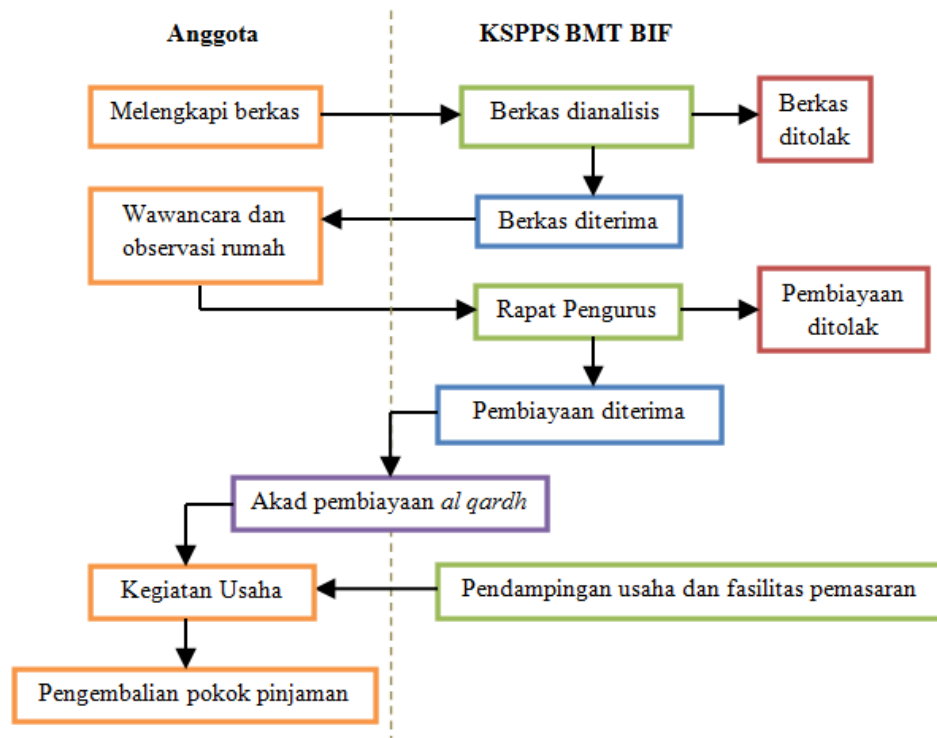 Anggota
KSPPS BMT BIF
Melengkapi berkas
Berkas dianalisis
Berkas
ditolak
Wawancara dan
observasi rumah
Berkas diterima
Rapat Pengurus
Pembiayaan
ditolak
Pembiayaan diterima
Akad pembiayaan al qardh
Kegiatan Usaha
Pendampingan usaha dan fasilitas pemasaran
Pengembalian pokok pinjaman